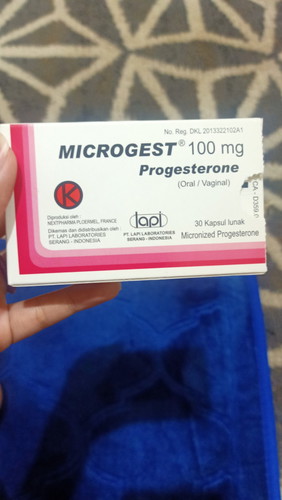 No. Reg. DKL 2013322102A1
MICROGEST® 100 mg
Progesterone
(Oral / Vaginal)
K
Diproduksi oleh :
NEXTPHARMA PLOERMEL, FRANCE
Dikemas dan didistribusikan oleh :
PT. LAPI LABORATORIES
SERANG - INDONESIA
lapi
PT. LAPI LABORATORIES
SERANG - INDONESIA
30 Kapsul lunak
Micronized Progesterone